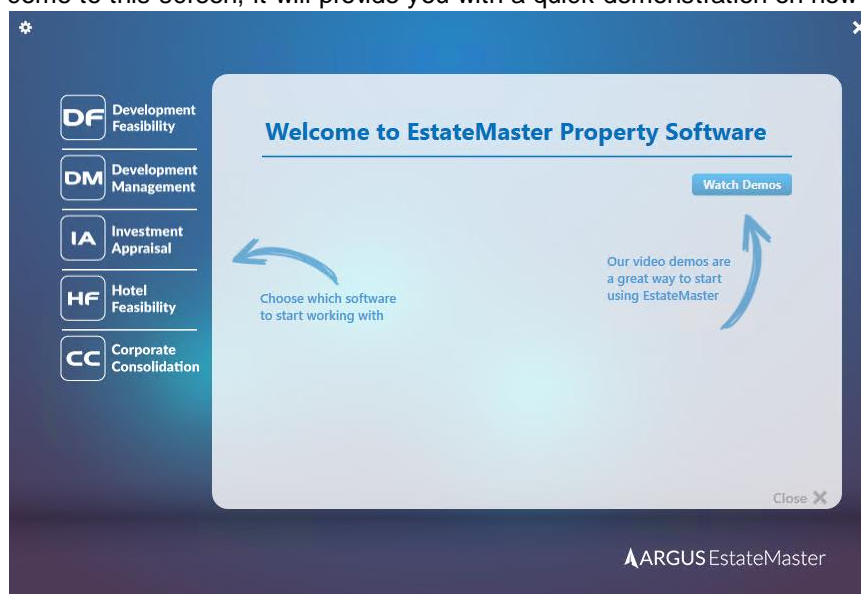 come to this screen, it will provide you with a quick demonstration on how
DF Development
Feasibility
DM Development
Management
IA Investment
Appraisal
HF Hotel
Feasibility
CC Corporate
Consolidation
Welcome to EstateMaster Property Software
Watch Demos
Choose which software
to start working with
Our video demos are
a great way to start
using EstateMaster
Close
ARGUS EstateMaster